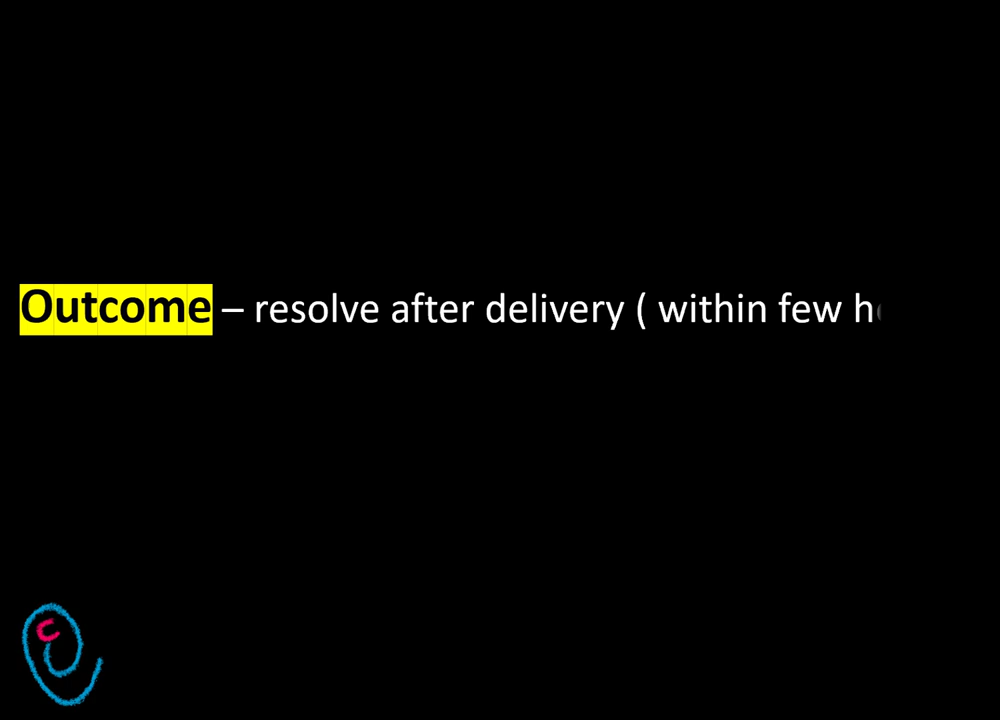 Outcome – resolve after delivery ( within few